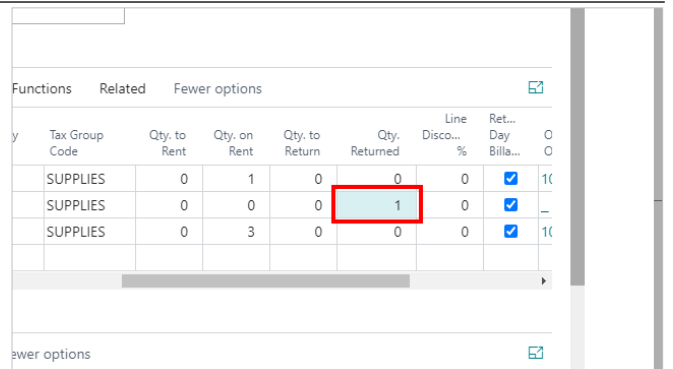 Functions Related Fewer options
y Tax Group Code Qty. to Rent Qty. on Rent Qty. to Return Qty. Returned Line Disco... % Ret... Day Billa... O O
SUPPLIES 0 1 0 0 0 10
SUPPLIES 0 0 0 1 0 _
SUPPLIES 0 3 0 0 0 10
ewer options